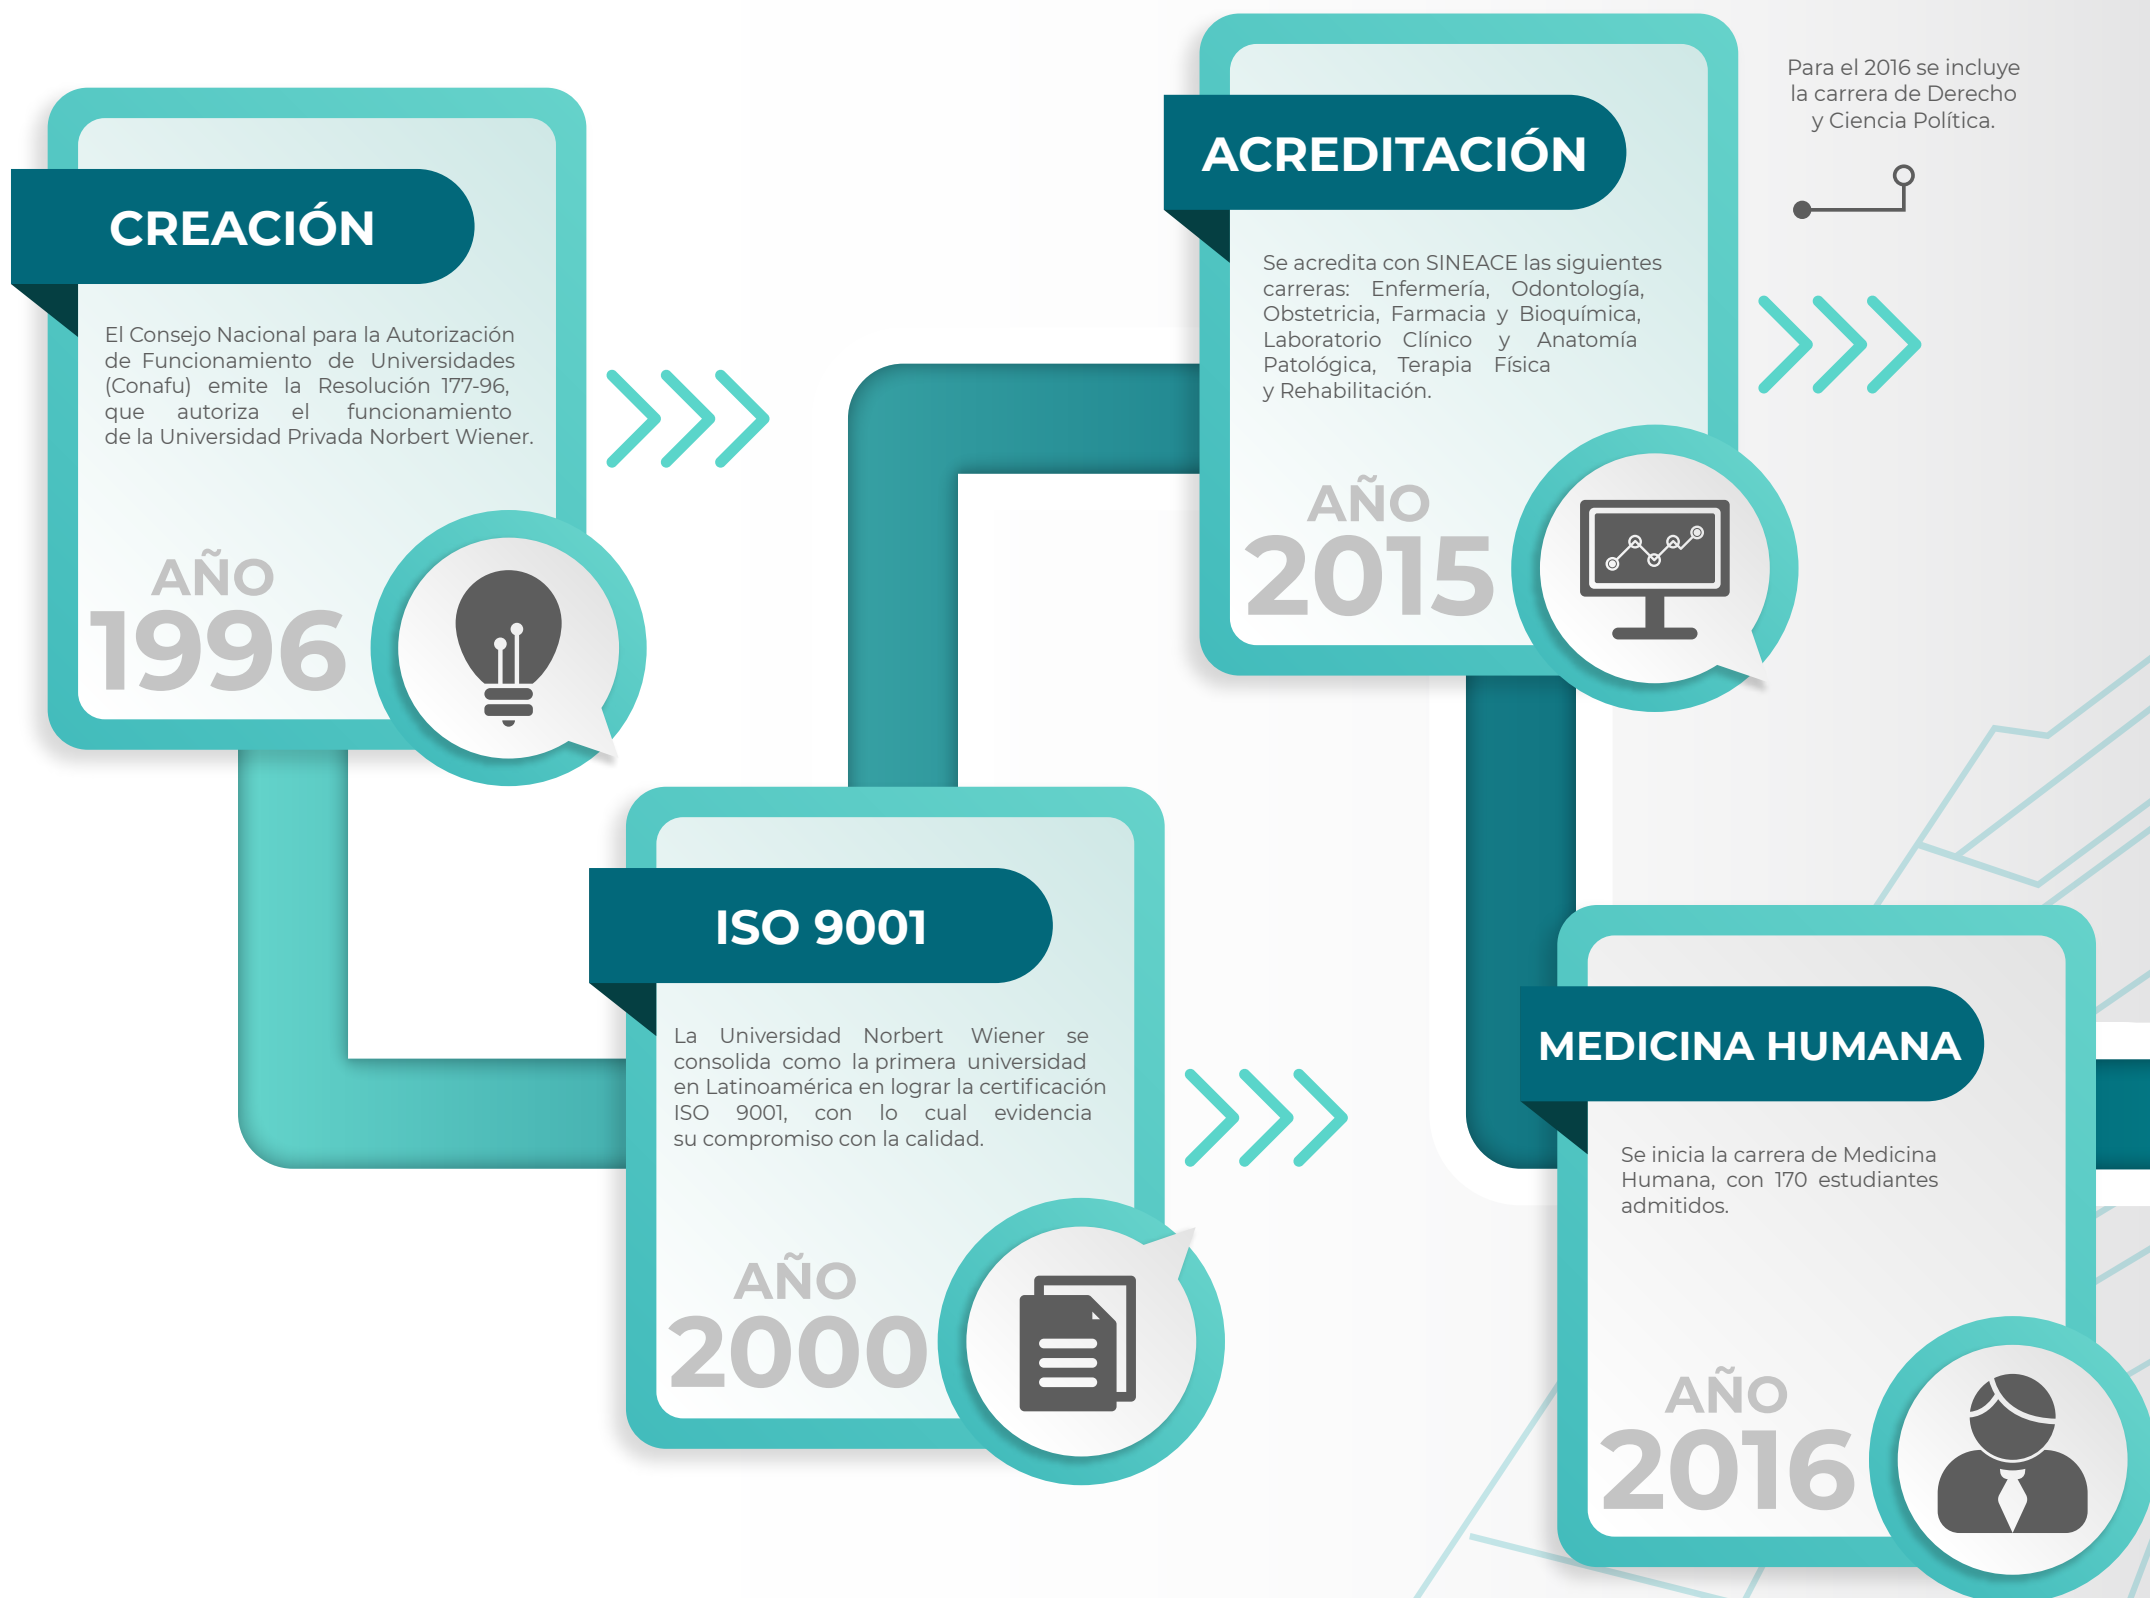 CREACIÓN
El Consejo Nacional para la Autorización
de Funcionamiento de Universidades
(Conafu) emite la Resolución 177-96,
que autoriza el funcionamiento
de la Universidad Privada Norbert Wiener.
AÑO
1996
ISO 9001
La Universidad Norbert Wiener se
consolida como la primera universidad
en Latinoamérica en lograr la certificación
ISO 9001, con lo cual evidencia
su compromiso con la calidad.
AÑO
2000
ACREDITACIÓN
Se acredita con SINEACE las siguientes
carreras: Enfermería, Odontología,
Obstetricia, Farmacia y Bioquímica,
Laboratorio Clínico y Anatomía
Patológica, Terapia Física
y Rehabilitación.
AÑO
2015
Para el 2016 se incluye
la carrera de Derecho
y Ciencia Política.
MEDICINA HUMANA
Se inicia la carrera de Medicina
Humana, con 170 estudiantes
admitidos.
AÑO
2016